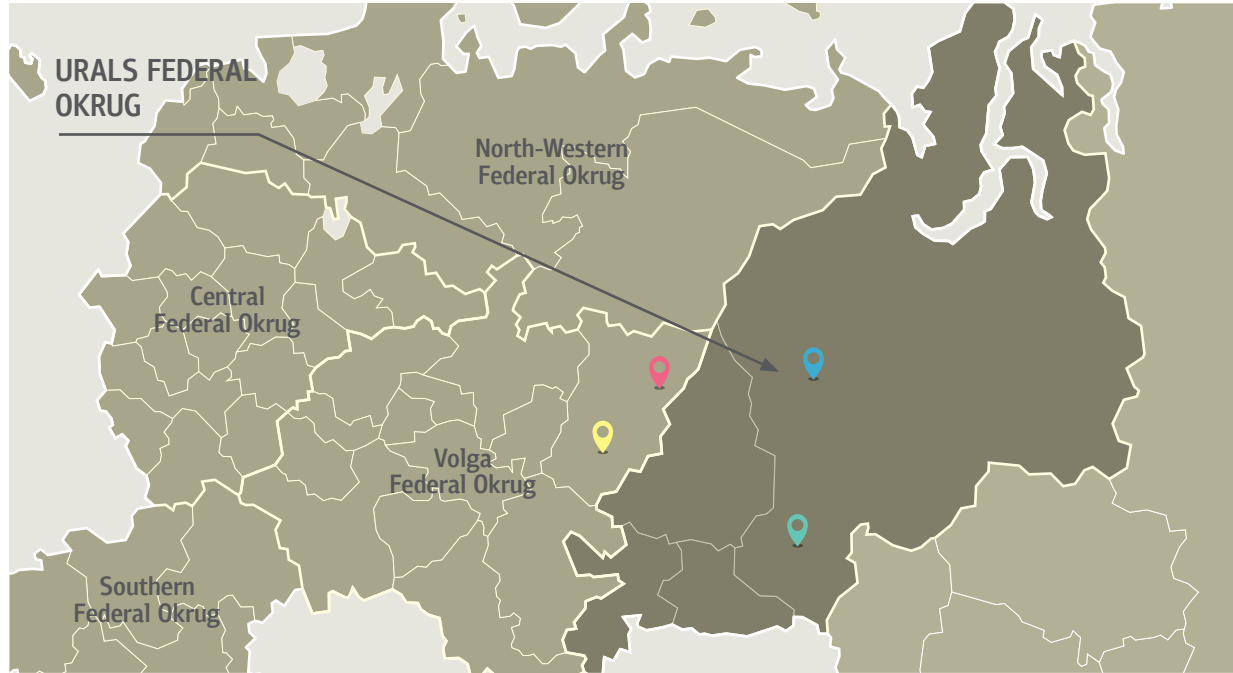 URALS FEDERAL
OKRUG
North-Western
Federal Okrug
Central
Federal Okrug
Volga
Federal Okrug
Southern
Federal Okrug